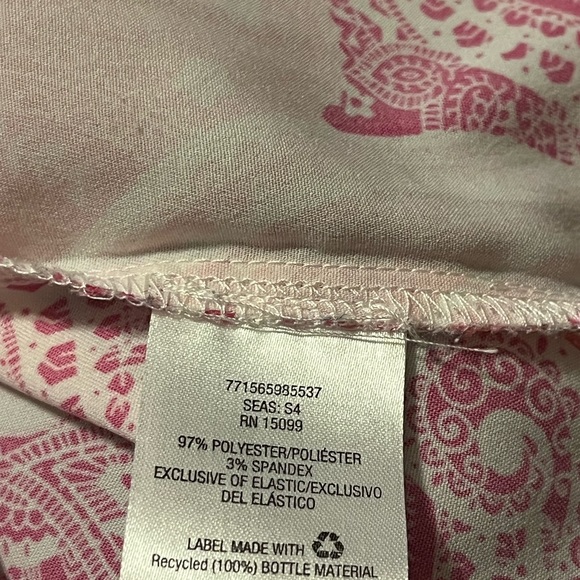 771565985537
SEAS: S4
RN 15099
97% POLYESTER/POLIÉSTER
3% SPANDEX
EXCLUSIVE OF ELASTIC/EXCLUSIVO
DEL ELÁSTICO
LABEL MADE WITH
Recycled (100%) BOTTLE MATERIAL